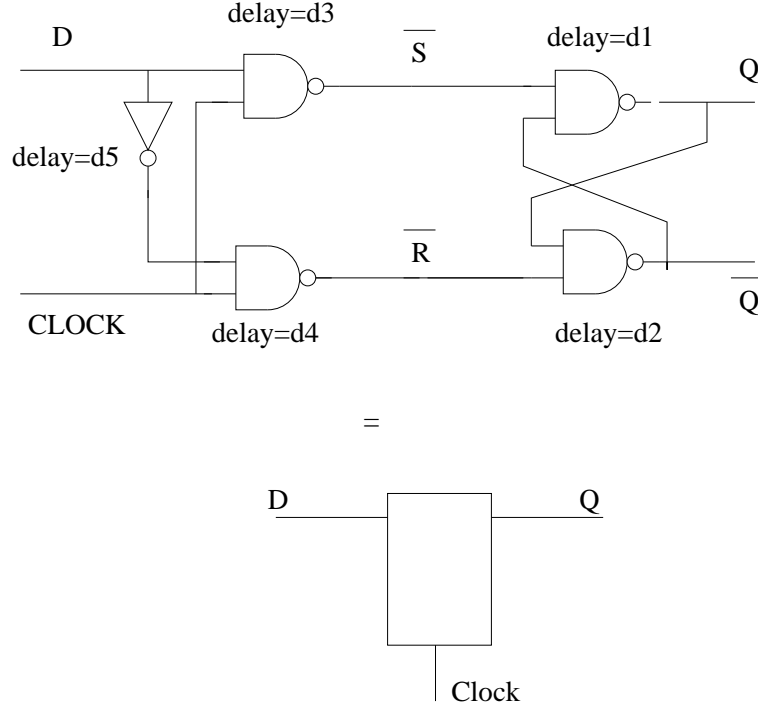 delay=d3
D
S
delay=d1
Q
delay=d5
R
CLOCK
delay=d4
delay=d2
Q
=
D
Q
Clock